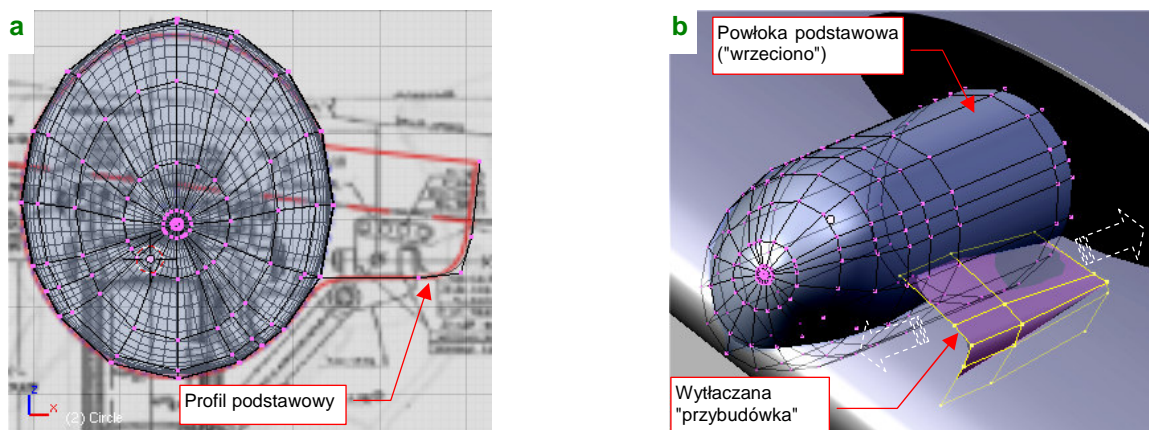 a
Profil podstawowy
z
x
(2) Circle
b
Powłoka podstawowa
("wrzeciono")
Wytłaczana
"przybudówka"